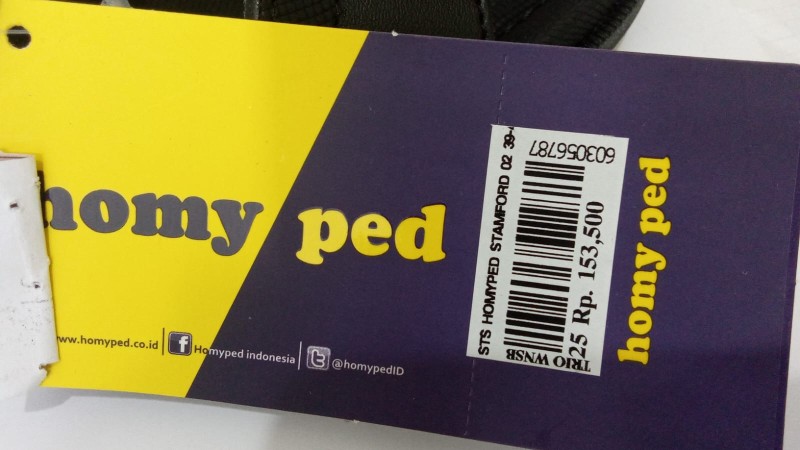 homy ped
www.homyped.co.id
Homyped indonesia
@homypedID
STS HOMYPED STAMFORD 02 39-
603056787
25 Rp. 153,500
TRIO WNSB
homy ped